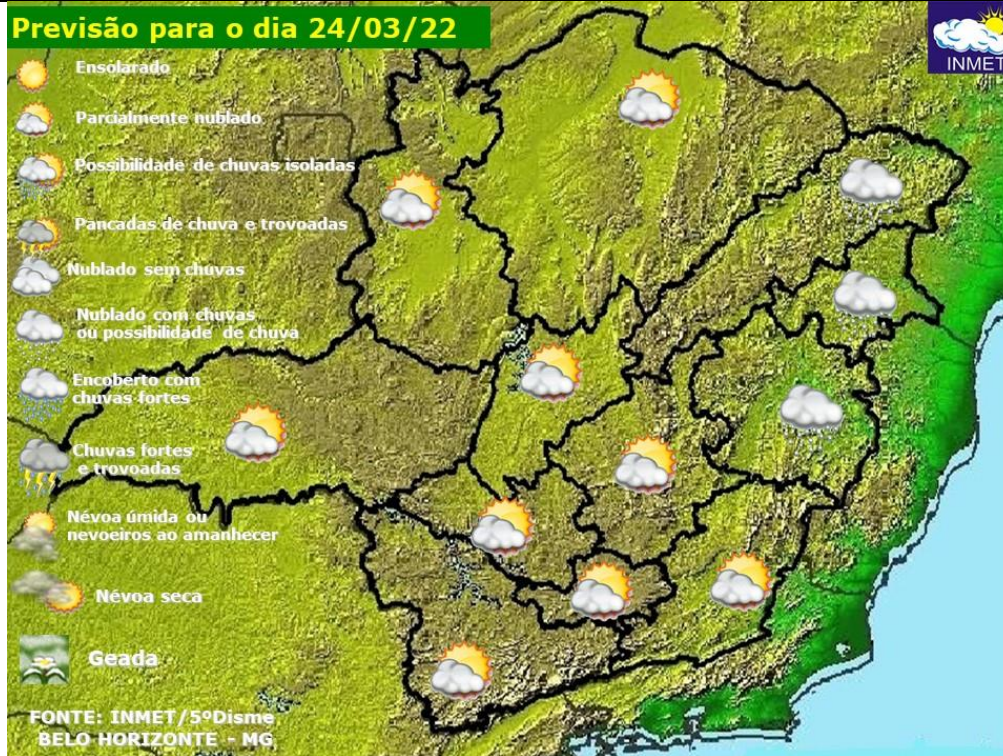 Previsão para o dia 24/03/22
INMET
Ensolarado
Parcialmente nublado
Possibilidade de chuvas isoladas
Pancadas de chuva e trovoadas
Nublado sem chuvas
Nublado com chuvas
ou possibilidade de chuva
Encoberto com
chuvas fortes
Chuvas fortes
e trovoadas
Névoa úmida ou
nevoeiros ao amanhecer
Névoa seca
Geada
FONTE: INMET/5ºDisme
BELO HORIZONTE - MG